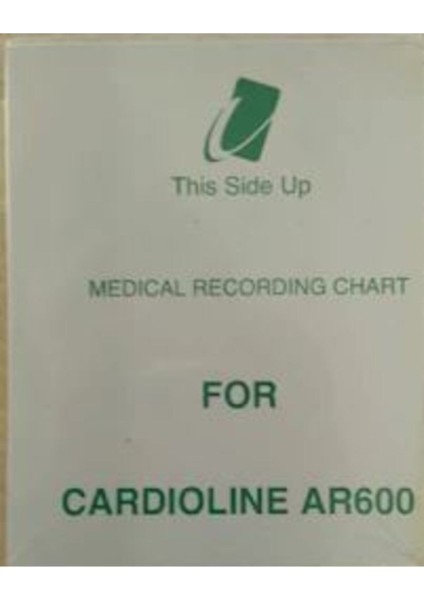 This Side Up
MEDICAL RECORDING CHART
FOR
CARDIOLINE AR600